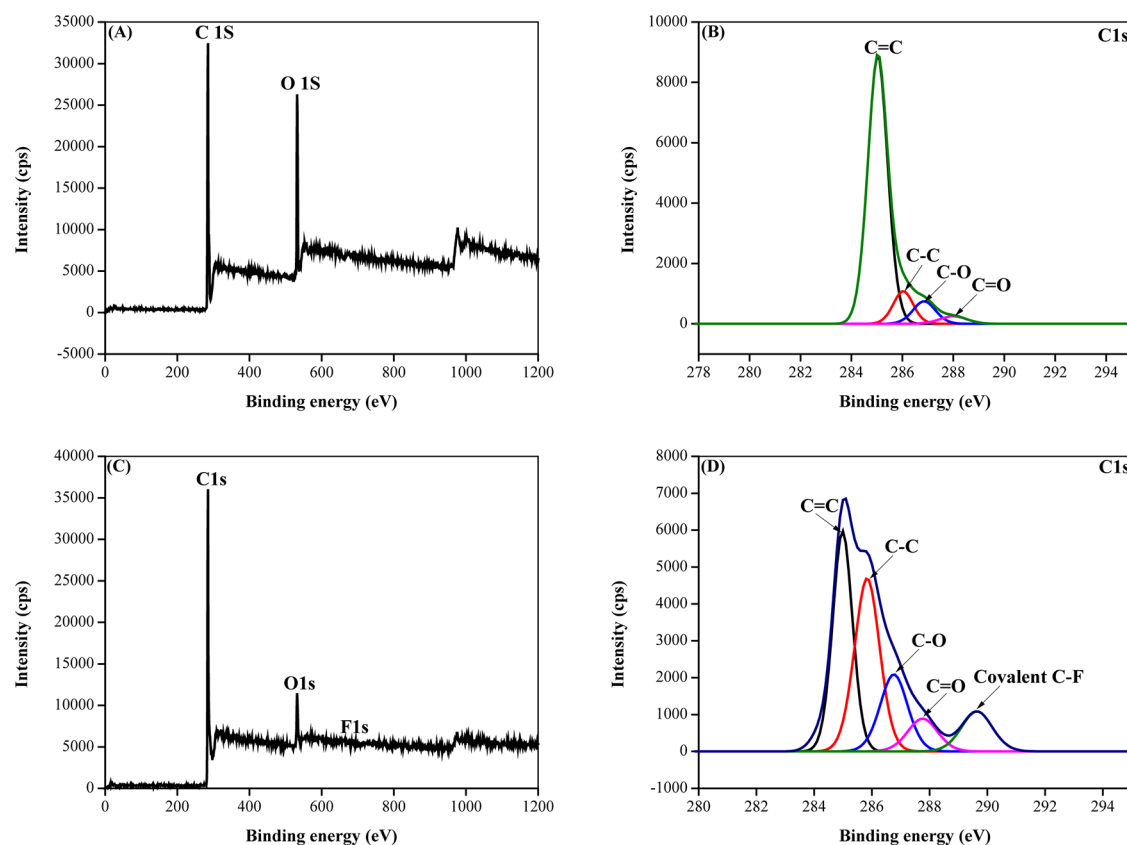 (A)
C 1S
O 1S
35000
30000
25000
20000
15000
10000
5000
0
-5000
Intensity (cps)
0 200 400 600 800 1000 1200
Binding energy (eV)
(B)
C1s
C=C
C-C
C-O
C=O
10000
8000
6000
4000
2000
0
Intensity (cps)
278 280 282 284 286 288 290 292 294
Binding energy (eV)
(C)
C1s
O1s
F1s
40000
35000
30000
25000
20000
15000
10000
5000
0
Intensity (cps)
0 200 400 600 800 1000 1200
Binding energy (eV)
(D)
C1s
C=C
C-C
C-O
C=O
Covalent C-F
8000
7000
6000
5000
4000
3000
2000
1000
0
-1000
Intensity (cps)
280 282 284 286 288 290 292 294
Binding energy (eV)